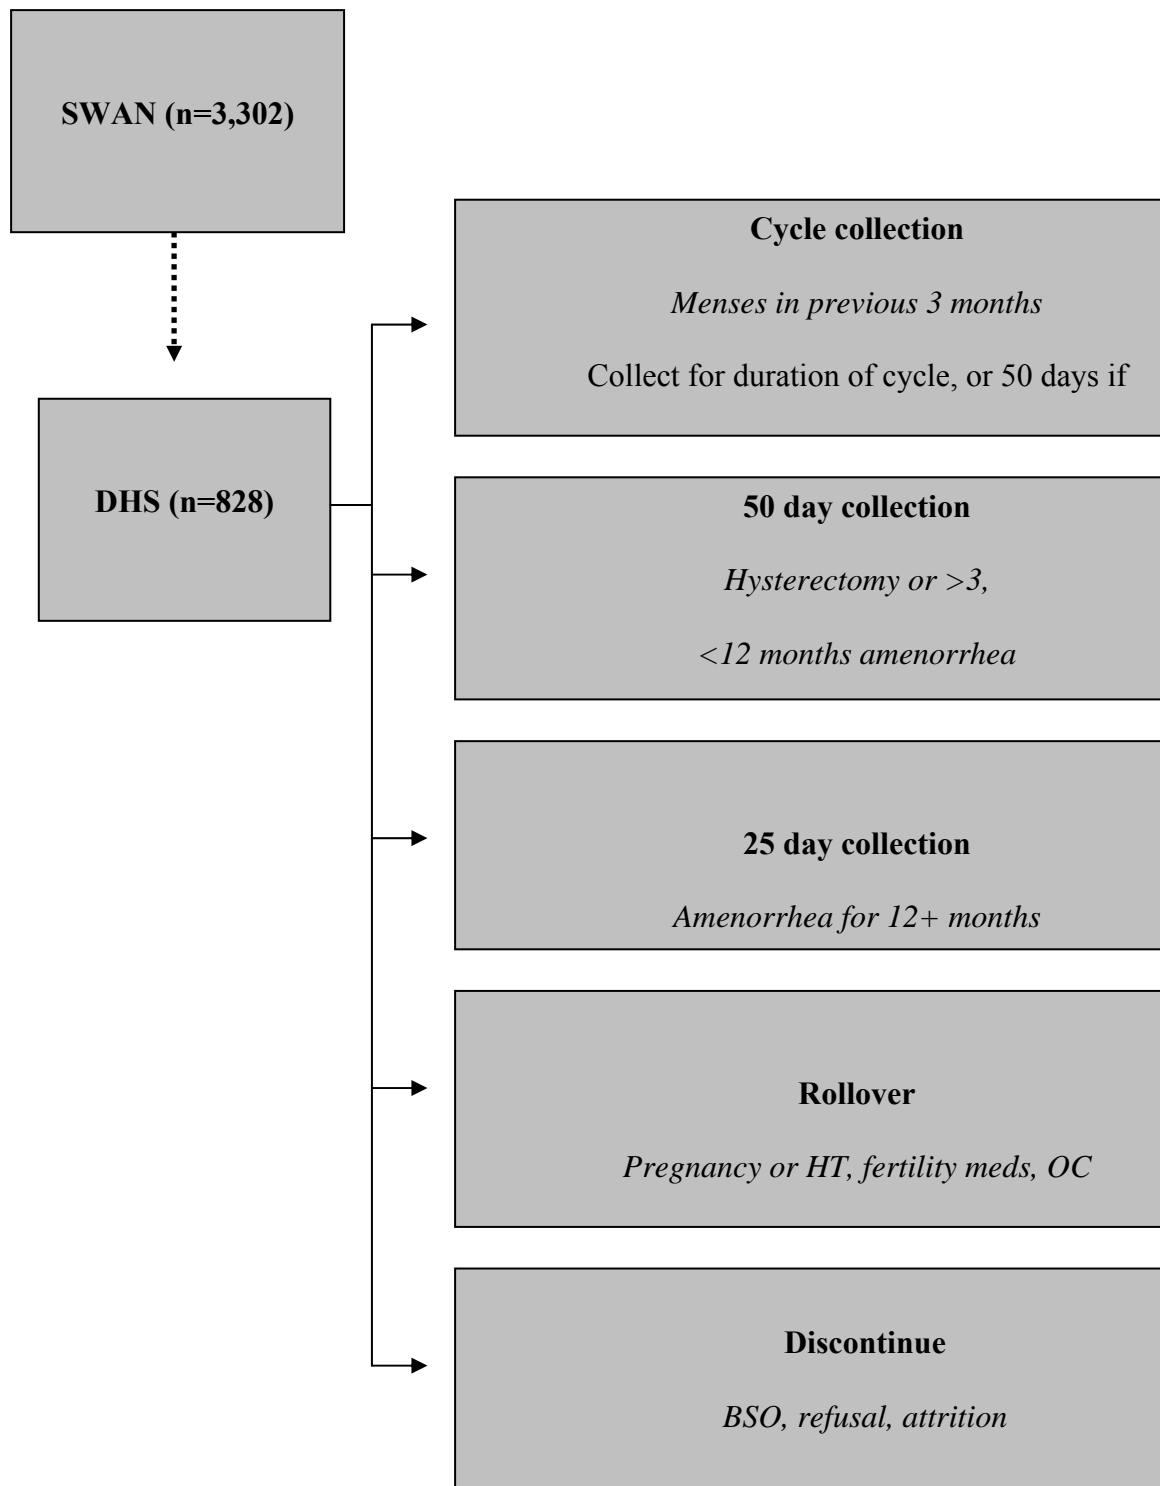 SWAN (n=3,302)
DHS (n=828)
Cycle collection
Menses in previous 3 months
Collect for duration of cycle, or 50 days if
50 day collection
Hysterectomy or >3,
<12 months amenorrhea
25 day collection
Amenorrhea for 12+ months
Rollover
Pregnancy or HT, fertility meds, OC
Discontinue
BSO, refusal, attrition